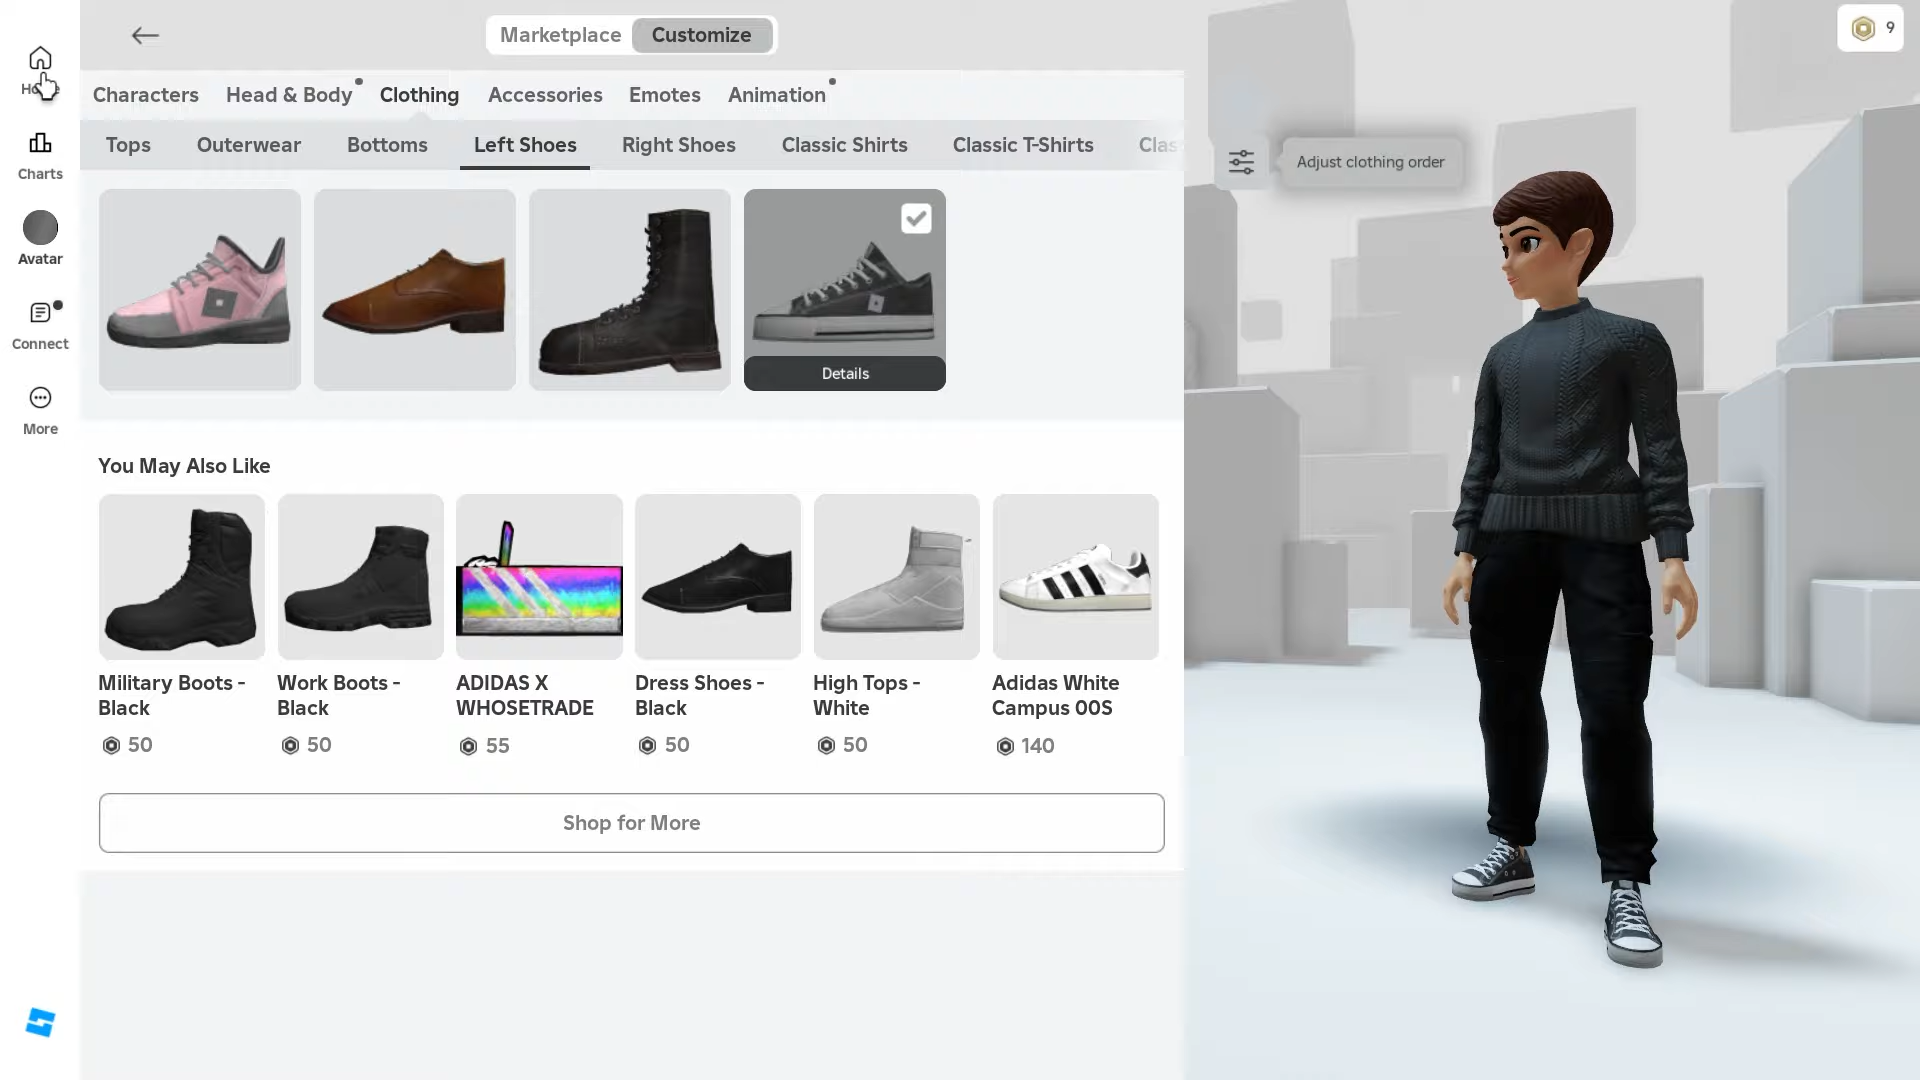 Marketplace
Customize
9
Home
Charts
Avatar
Connect
More
Characters
Head & Body
Clothing
Accessories
Emotes
Animation
Tops
Outerwear
Bottoms
Left Shoes
Right Shoes
Classic Shirts
Classic T-Shirts
Clas
Adjust clothing order
Details
You May Also Like
Military Boots -
Black
50
Work Boots -
Black
50
ADIDAS X
WHOSETRADE
55
Dress Shoes -
Black
50
High Tops -
White
50
Adidas White
Campus 00S
140
Shop for More